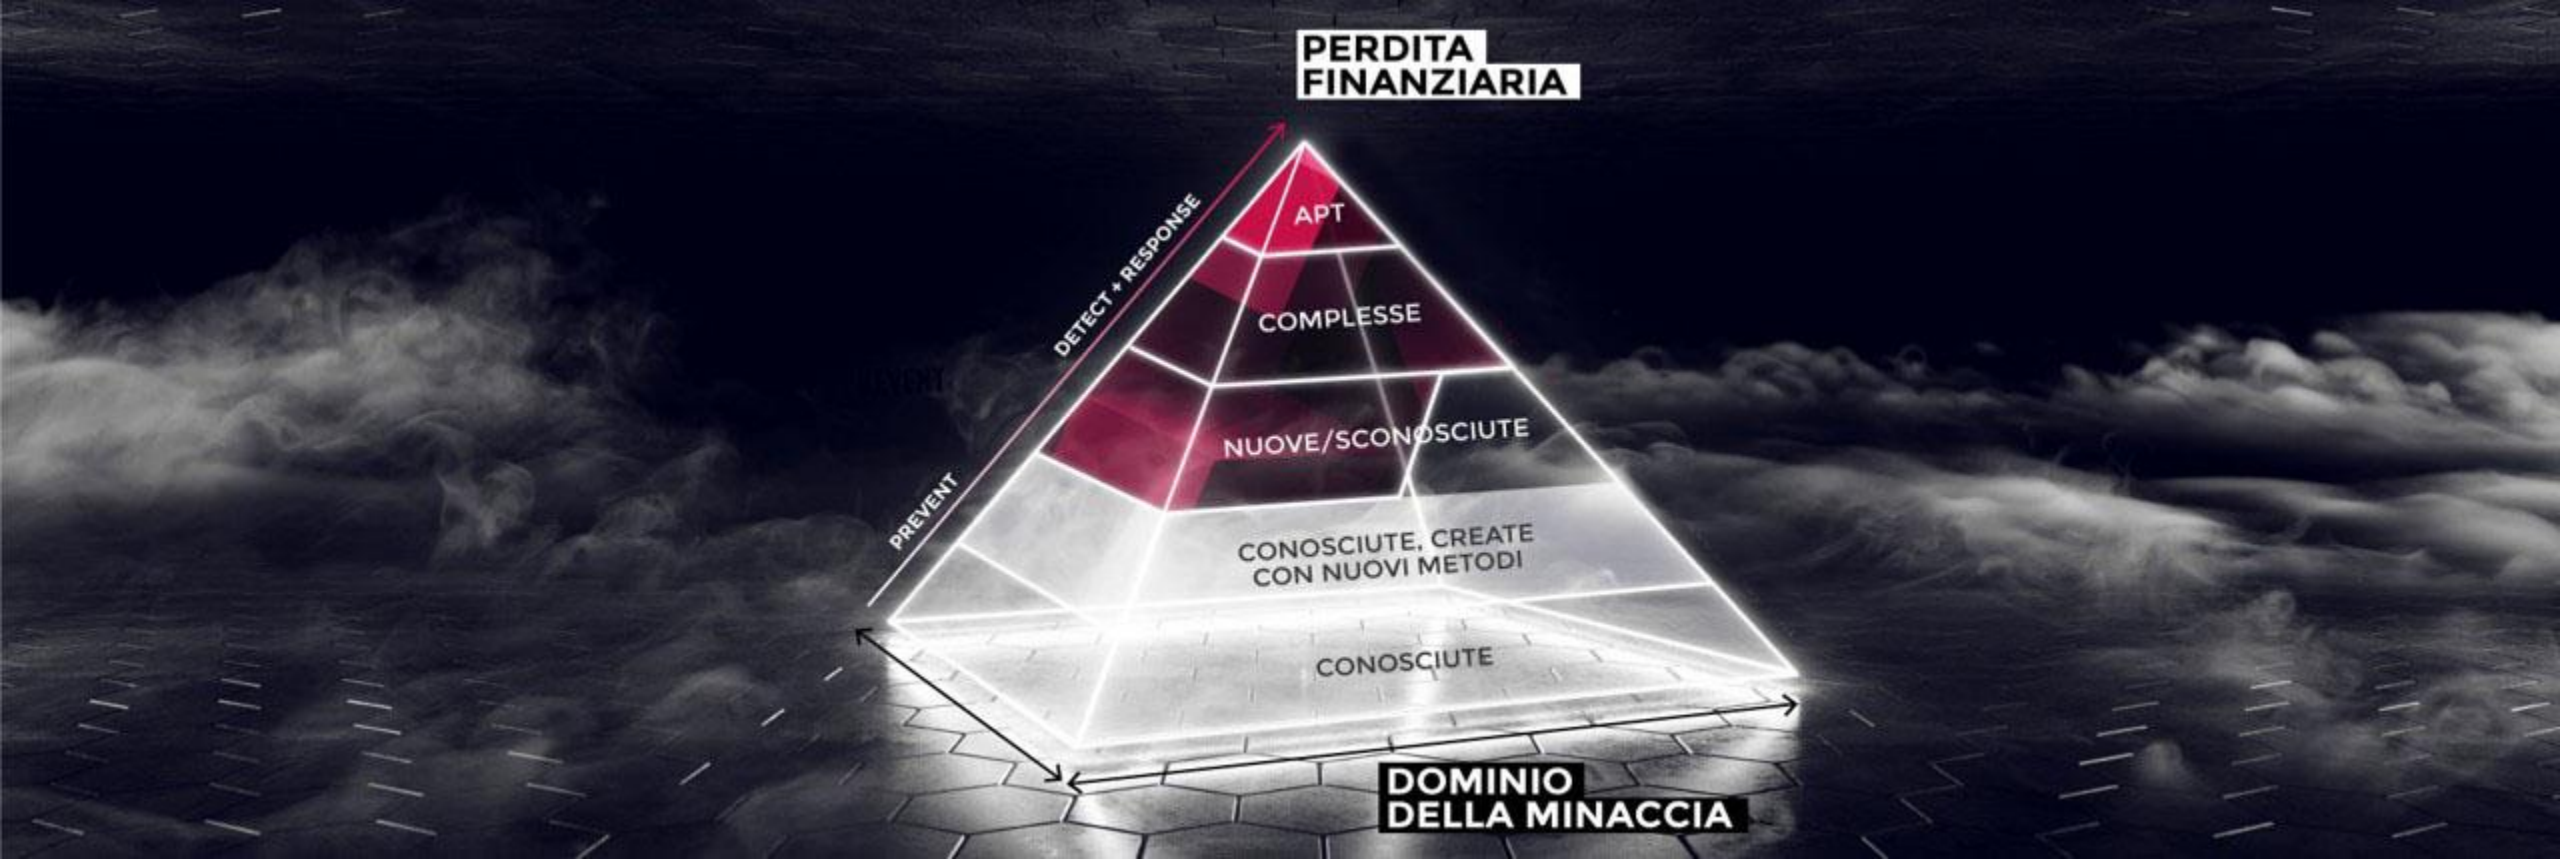 PERDITA
FINANZIARIA
APT
DETECT + RESPONSE
COMPLESSE
NUOVE/SCONOSCIUTE
PREVENT
CONOSCIUTE, CREATE
CON NUOVI METODI
CONOSCIUTE
DOMINIO
DELLA MINACCIA